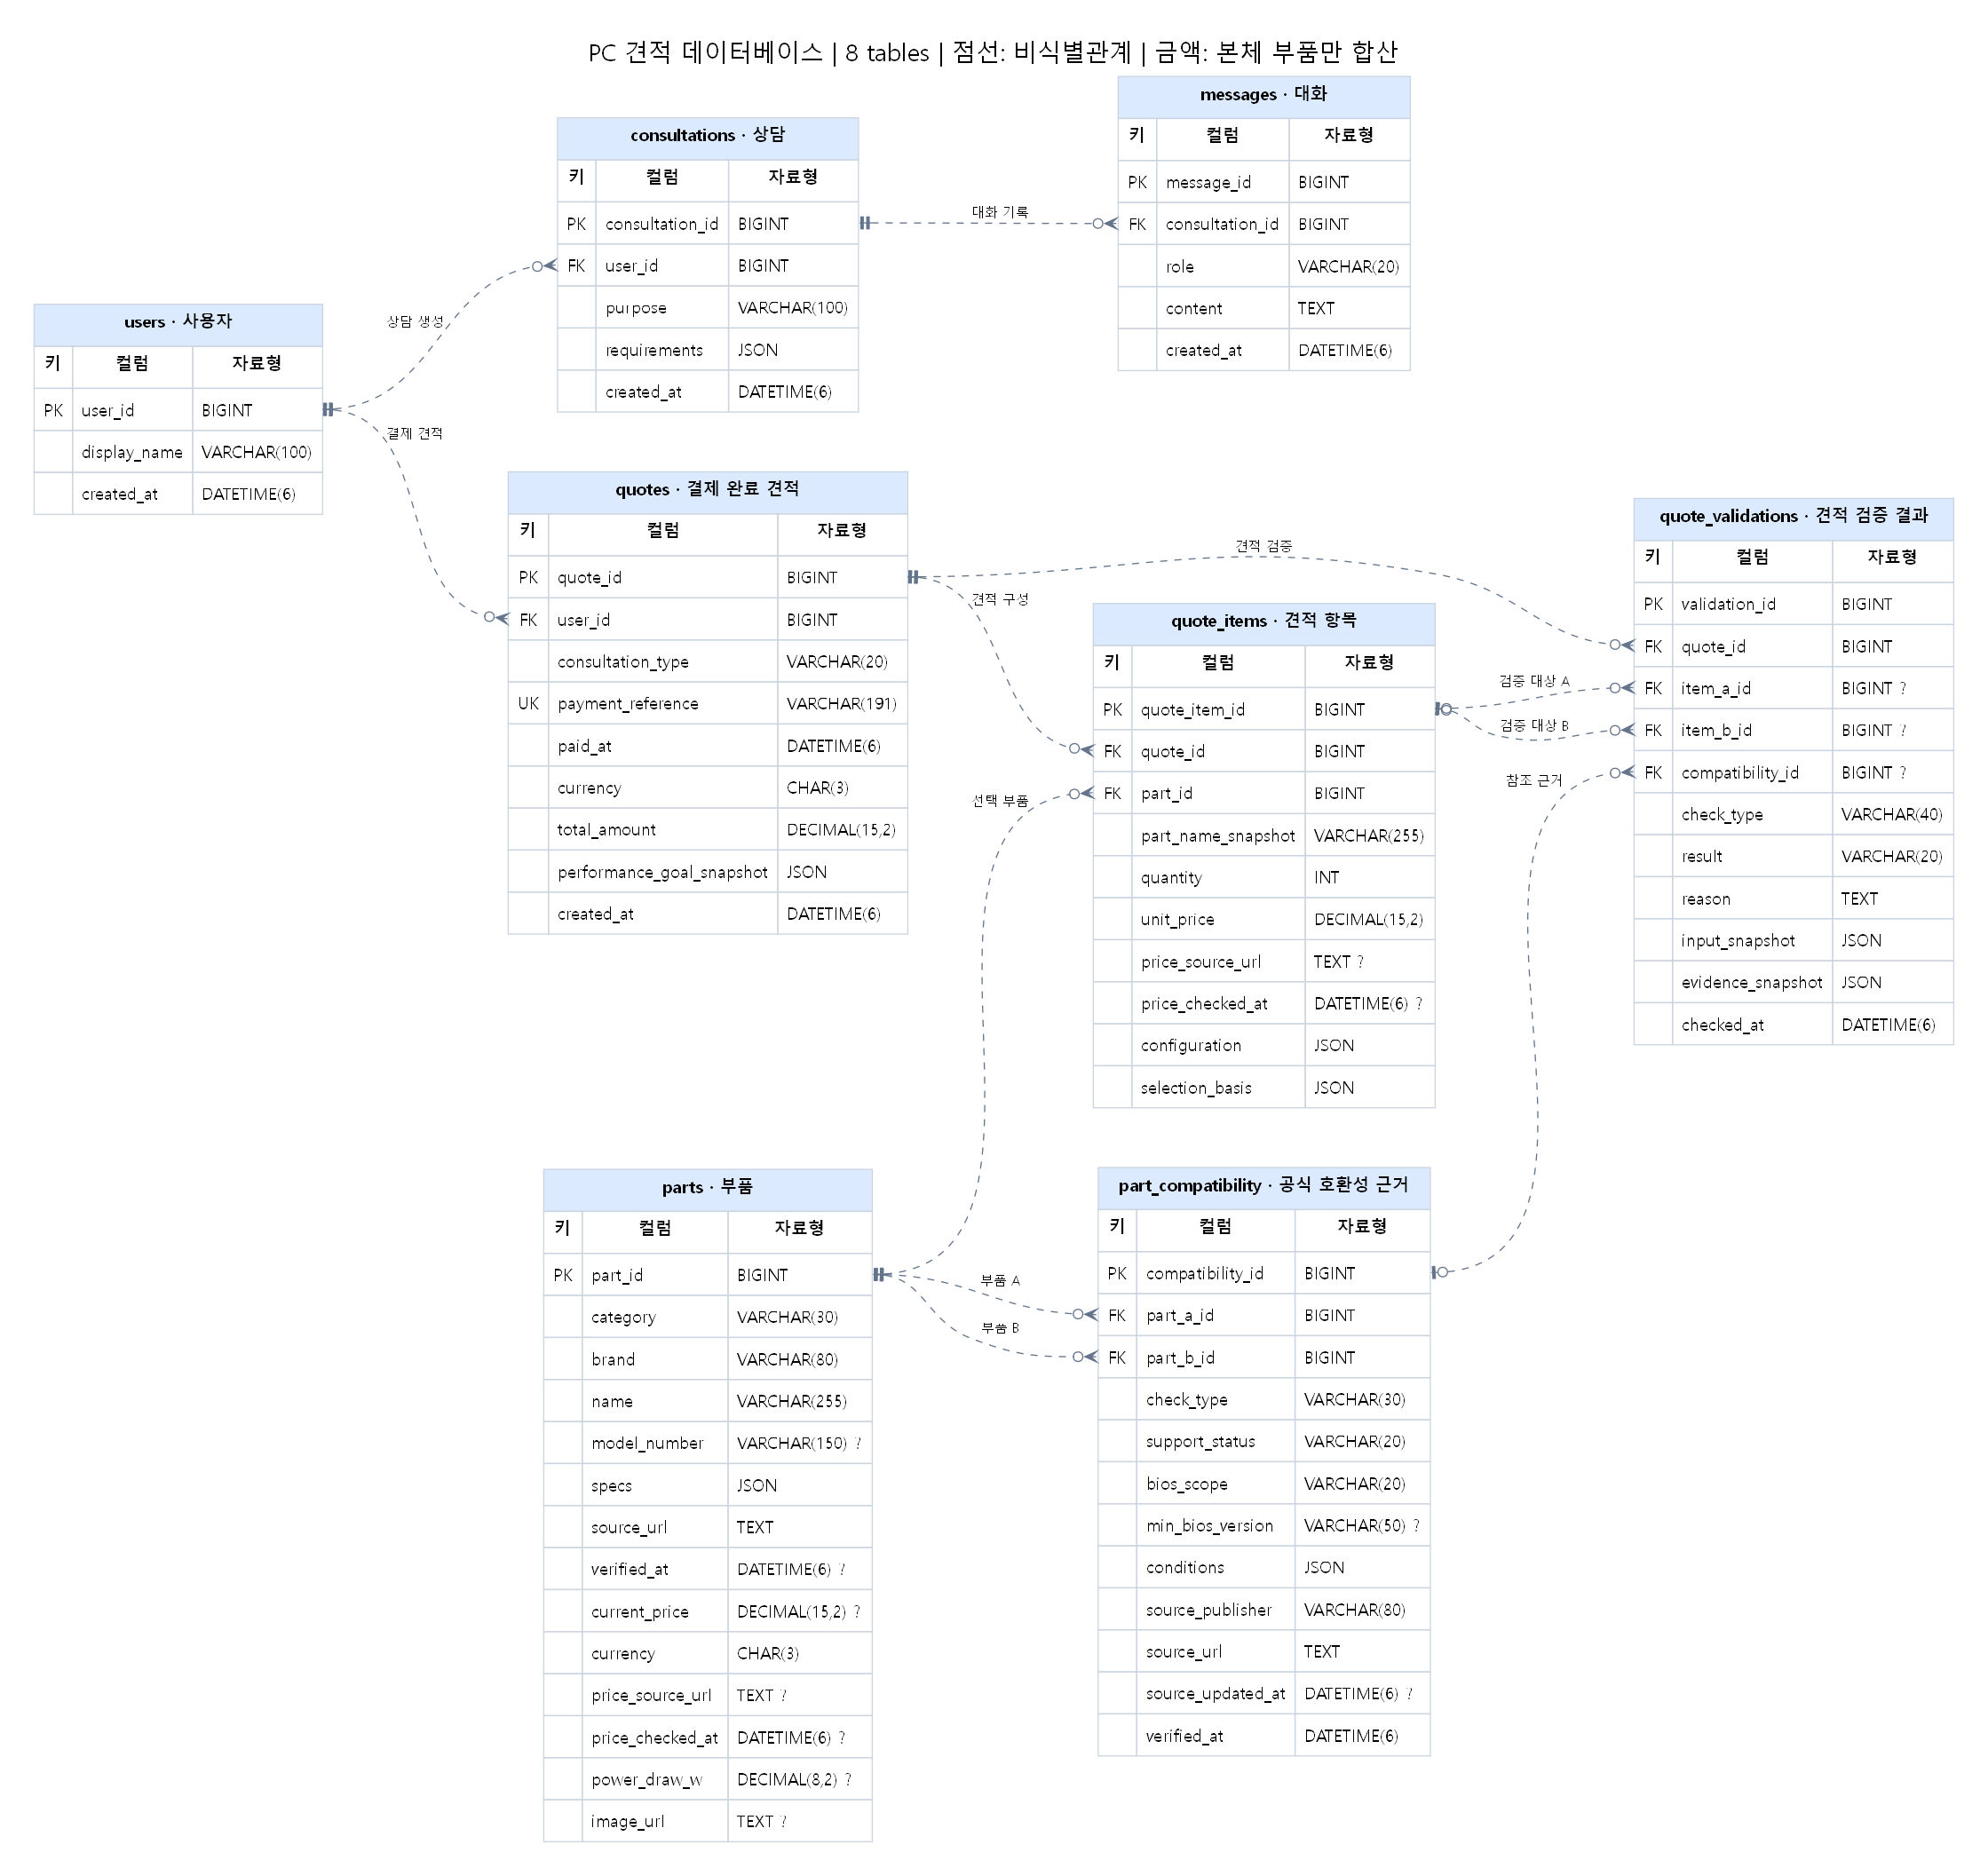 PC 견적 데이터베이스 | 8 tables | 점선: 비식별관계 | 금액: 본체 부품만 합산
messages · 대화
키 컬럼 자료형
PK message_id BIGINT
FK consultation_id BIGINT
role VARCHAR(20)
content TEXT
created_at DATETIME(6)
consultations · 상담
키 컬럼 자료형
PK consultation_id BIGINT
FK user_id BIGINT
purpose VARCHAR(100)
requirements JSON
created_at DATETIME(6)
대화 기록
상담 생성
users · 사용자
키 컬럼 자료형
PK user_id BIGINT
display_name VARCHAR(100)
created_at DATETIME(6)
결제 견적
quotes · 결제 완료 견적
키 컬럼 자료형
PK quote_id BIGINT
FK user_id BIGINT
consultation_type VARCHAR(20)
UK payment_reference VARCHAR(191)
paid_at DATETIME(6)
currency CHAR(3)
total_amount DECIMAL(15,2)
performance_goal_snapshot JSON
created_at DATETIME(6)
견적 검증
견적 구성
선택 부품
quote_items · 견적 항목
키 컬럼 자료형
PK quote_item_id BIGINT
FK quote_id BIGINT
FK part_id BIGINT
part_name_snapshot VARCHAR(255)
quantity INT
unit_price DECIMAL(15,2)
price_source_url TEXT ?
price_checked_at DATETIME(6) ?
configuration JSON
selection_basis JSON
검증 대상 A
검증 대상 B
참조 근거
quote_validations · 견적 검증 결과
키 컬럼 자료형
PK validation_id BIGINT
FK quote_id BIGINT
FK item_a_id BIGINT ?
FK item_b_id BIGINT ?
FK compatibility_id BIGINT ?
check_type VARCHAR(40)
result VARCHAR(20)
reason TEXT
input_snapshot JSON
evidence_snapshot JSON
checked_at DATETIME(6)
parts · 부품
키 컬럼 자료형
PK part_id BIGINT
category VARCHAR(30)
brand VARCHAR(80)
name VARCHAR(255)
model_number VARCHAR(150) ?
specs JSON
source_url TEXT
verified_at DATETIME(6) ?
current_price DECIMAL(15,2) ?
currency CHAR(3)
price_source_url TEXT ?
price_checked_at DATETIME(6) ?
power_draw_w DECIMAL(8,2) ?
image_url TEXT ?
부품 A
부품 B
part_compatibility · 공식 호환성 근거
키 컬럼 자료형
PK compatibility_id BIGINT
FK part_a_id BIGINT
FK part_b_id BIGINT
check_type VARCHAR(30)
support_status VARCHAR(20)
bios_scope VARCHAR(20)
min_bios_version VARCHAR(50) ?
conditions JSON
source_publisher VARCHAR(80)
source_url TEXT
source_updated_at DATETIME(6) ?
verified_at DATETIME(6)